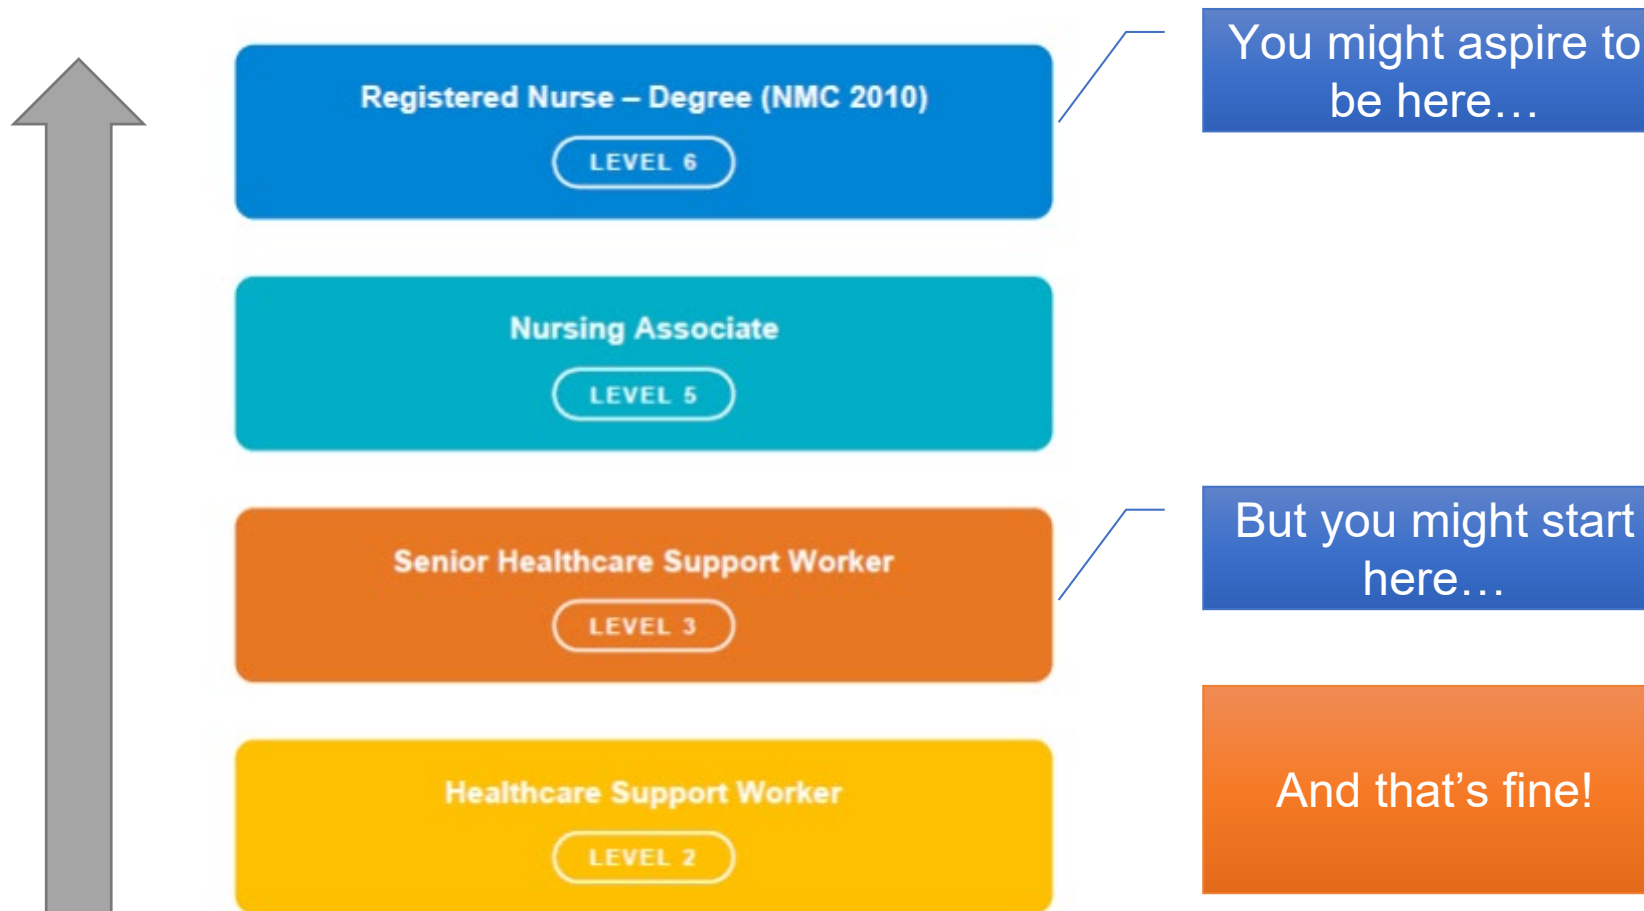 Registered Nurse – Degree (NMC 2010)
LEVEL 6
You might aspire to
be here…
Nursing Associate
LEVEL 5
Senior Healthcare Support Worker
LEVEL 3
But you might start
here…
Healthcare Support Worker
LEVEL 2
And that’s fine!